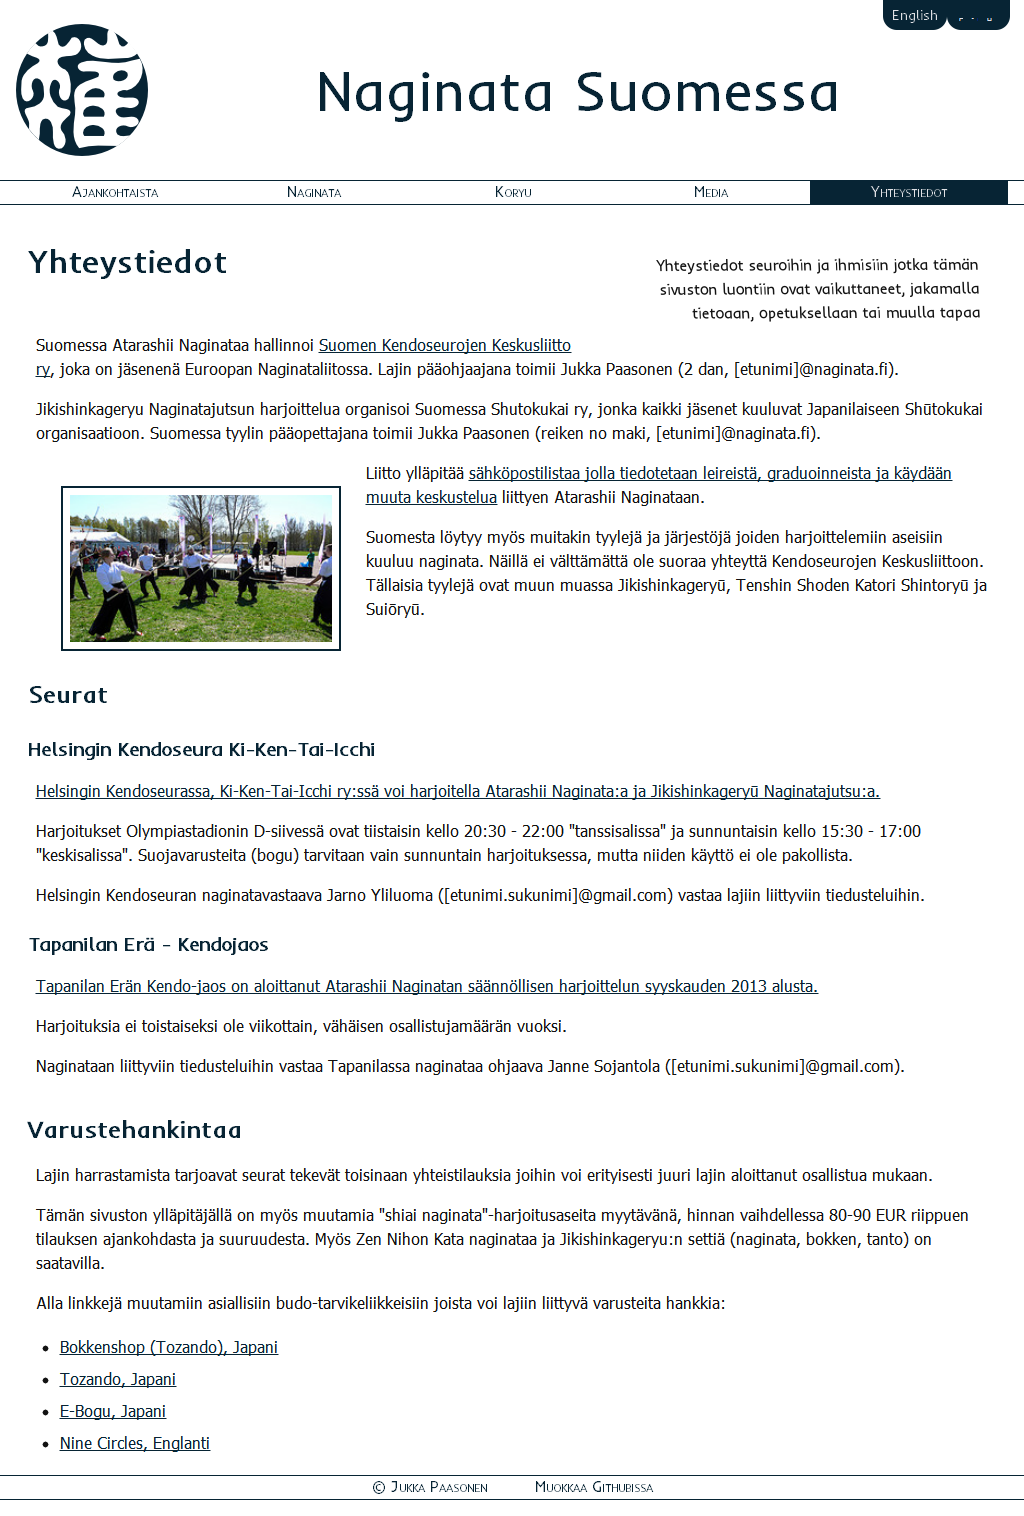 English
Naginata Suomessa
Ajankohtaista
Naginata
Koryu
Media
Yhteystiedot
Yhteystiedot
Yhteystiedot seuroihin ja ihmisiin jotka tämän
sivuston luontiin ovat vaikuttaneet, jakamalla
tietoaan, opetuksellaan tai muulla tapaa
Suomessa Atarashii Naginataa hallinnoi Suomen Kendoseurojen Keskusliitto
ry, joka on jäsenenä Euroopan Naginataliitossa. Lajin pääohjaajana toimii Jukka Paasonen (2 dan, [etunimi]@naginata.fi).
Jikishinkageryu Naginatajutsun harjoittelua organisoi Suomessa Shutokukai ry, jonka kaikki jäsenet kuuluvat Japanilaiseen Shūtokukai
organisaatioon. Suomessa tyylin pääopettajana toimii Jukka Paasonen (reiken no maki, [etunimi]@naginata.fi).
Liitto ylläpitää sähköpostilistaa jolla tiedotetaan leireistä, graduoinneista ja käydään
muuta keskustelua liittyen Atarashii Naginataan.
Suomesta löytyy myös muitakin tyylejä ja järjestöjä joiden harjoittelemiin aseisiin
kuuluu naginata. Näillä ei välttämättä ole suoraa yhteyttä Kendoseurojen Keskusliittoon.
Tällaisia tyylejä ovat muun muassa Jikishinkageryū, Tenshin Shoden Katori Shintoryū ja
Suiōryū.
Seurat
Helsingin Kendoseura Ki-Ken-Tai-Icchi
Helsingin Kendoseurassa, Ki-Ken-Tai-Icchi ry:ssä voi harjoitella Atarashii Naginata:a ja Jikishinkageryū Naginatajutsu:a.
Harjoitukset Olympiastadionin D-siivessä ovat tiistaisin kello 20:30 - 22:00 "tanssisalissa" ja sunnuntaisin kello 15:30 - 17:00
"keskisalissa". Suojavarusteita (bogu) tarvitaan vain sunnuntain harjoituksessa, mutta niiden käyttö ei ole pakollista.
Helsingin Kendoseuran naginatavastaava Jarno Yliluoma ([etunimi.sukunimi]@gmail.com) vastaa lajiin liittyviin tiedusteluihin.
Tapanilan Erä - Kendojaos
Tapanilan Erän Kendo-jaos on aloittanut Atarashii Naginatan säännöllisen harjoittelun syyskauden 2013 alusta.
Harjoituksia ei toistaiseksi ole viikottain, vähäisen osallistujamäärän vuoksi.
Naginataan liittyviin tiedusteluihin vastaa Tapanilassa naginataa ohjaava Janne Sojantola ([etunimi.sukunimi]@gmail.com).
Varustehankintaa
Lajin harrastamista tarjoavat seurat tekevät toisinaan yhteistilauksia joihin voi erityisesti juuri lajin aloittanut osallistua mukaan.
Tämän sivuston ylläpitäjällä on myös muutamia "shiai naginata"-harjoitusaseita myytävänä, hinnan vaihdellessa 80-90 EUR riippuen
tilauksen ajankohdasta ja suuruudesta. Myös Zen Nihon Kata naginataa ja Jikishinkageryu:n settiä (naginata, bokken, tanto) on
saatavilla.
Alla linkkejä muutamiin asiallisiin budo-tarvikeliikkeisiin joista voi lajiin liittyvä varusteita hankkia:
• Bokkenshop (Tozando), Japani
• Tozando, Japani
• E-Bogu, Japani
• Nine Circles, Englanti
© Jukka Paasonen
Muokkaa Githubissa